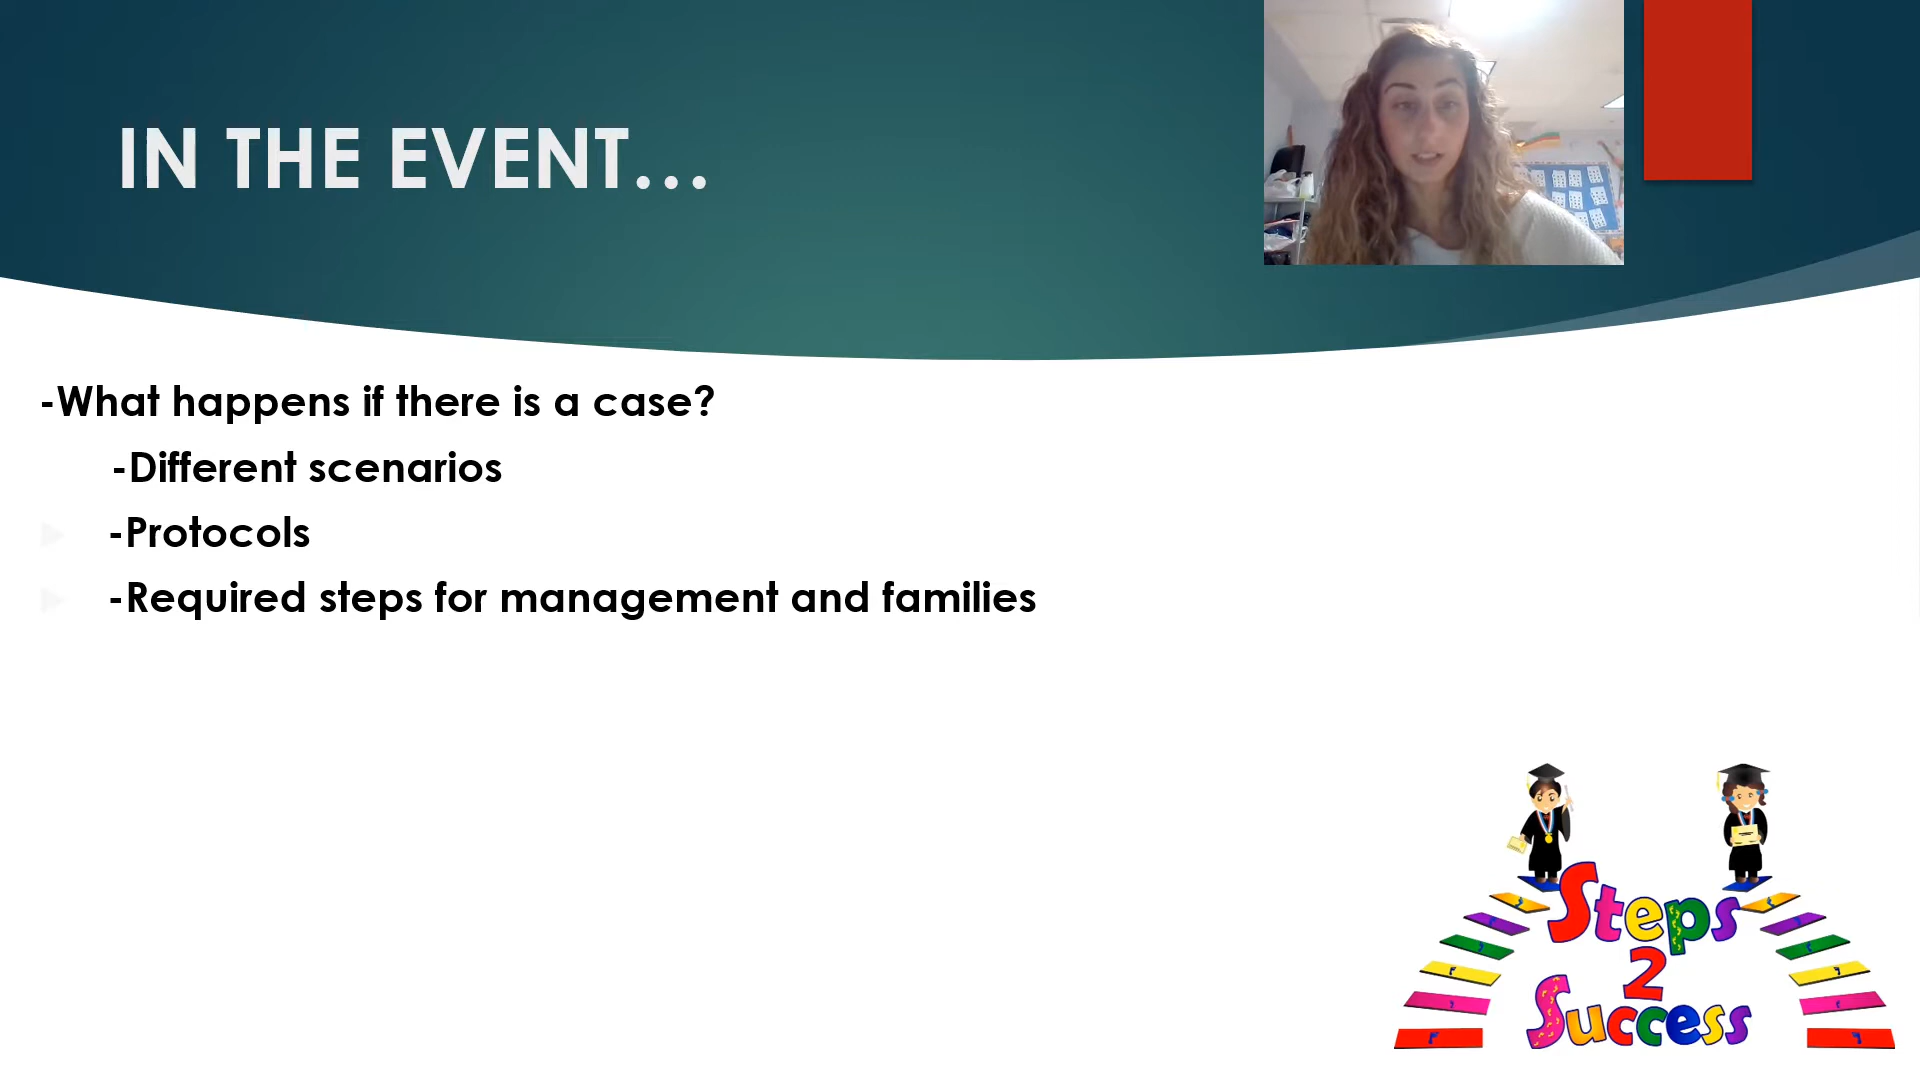 IN THE EVENT…
-What happens if there is a case?
-Different scenarios
-Protocols
-Required steps for management and families
Steps
2
Success